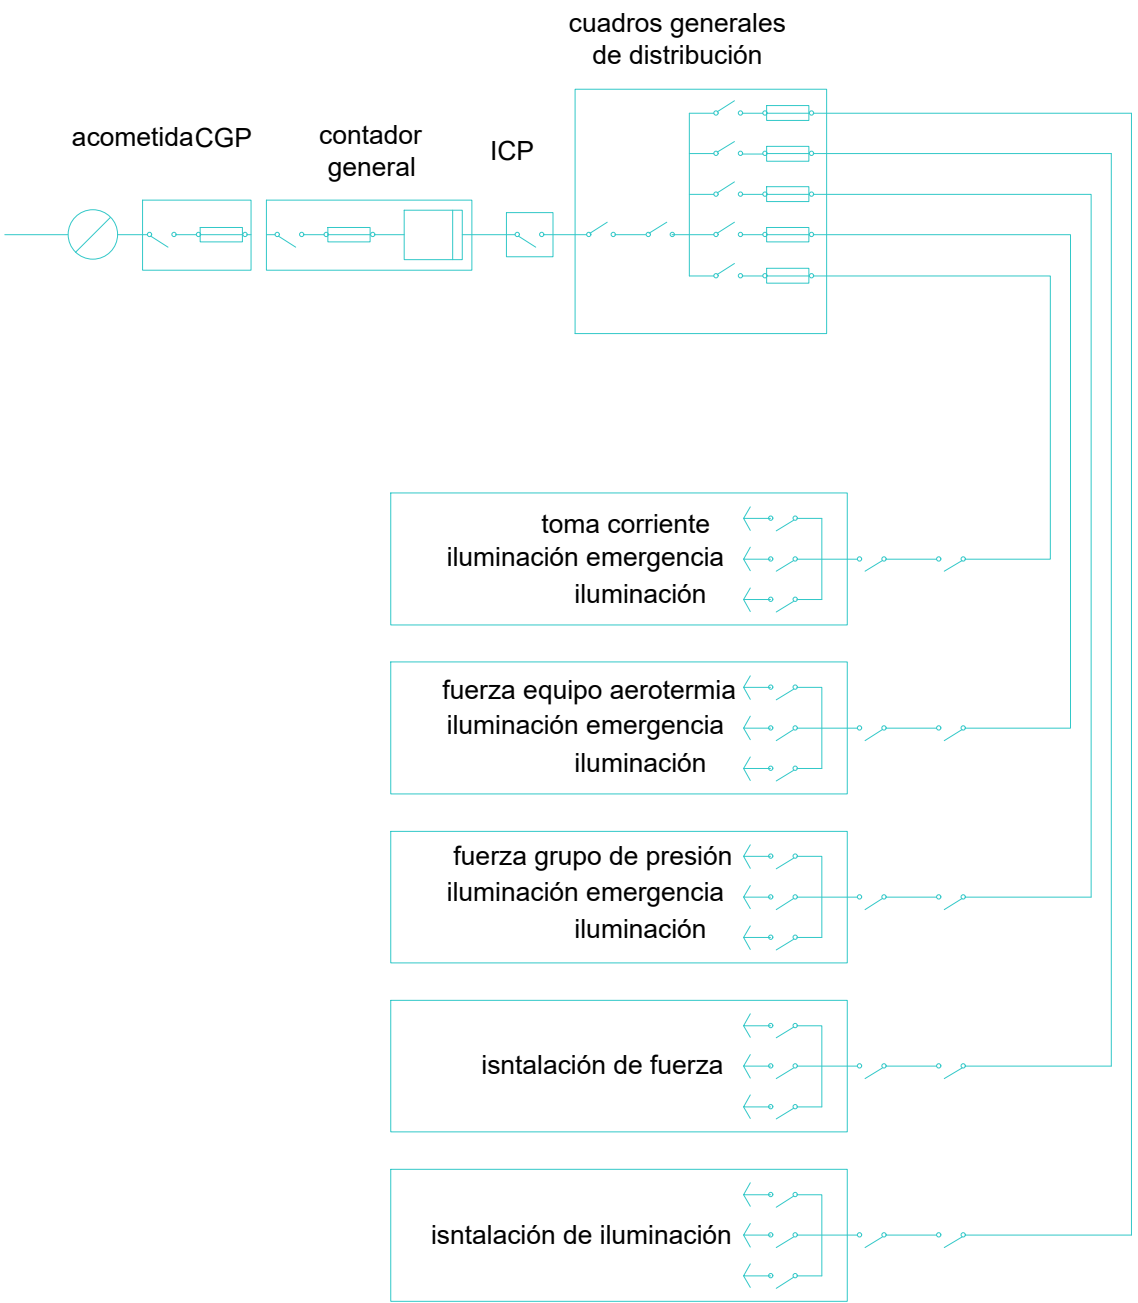 cuadros generales
de distribución
acometida
CGP
contador
general
ICP
toma corriente
iluminación emergencia
iluminación
fuerza equipo aerotermia
iluminación emergencia
iluminación
fuerza grupo de presión
iluminación emergencia
iluminación
isntalación de fuerza
isntalación de iluminación